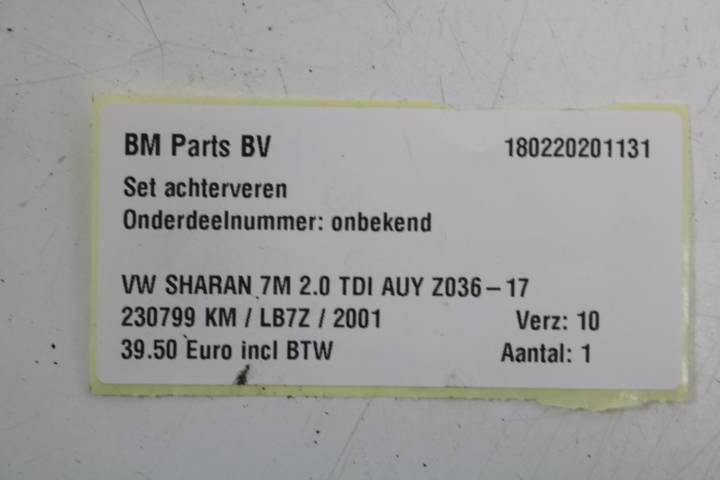 BM Parts BV 180220201131
Set achterveren
Onderdeelnummer: onbekend
VW SHARAN 7M 2.0 TDI AUY Z036-17
230799 KM / LB7Z / 2001 Verz: 10
39.50 Euro incl BTW Aantal: 1